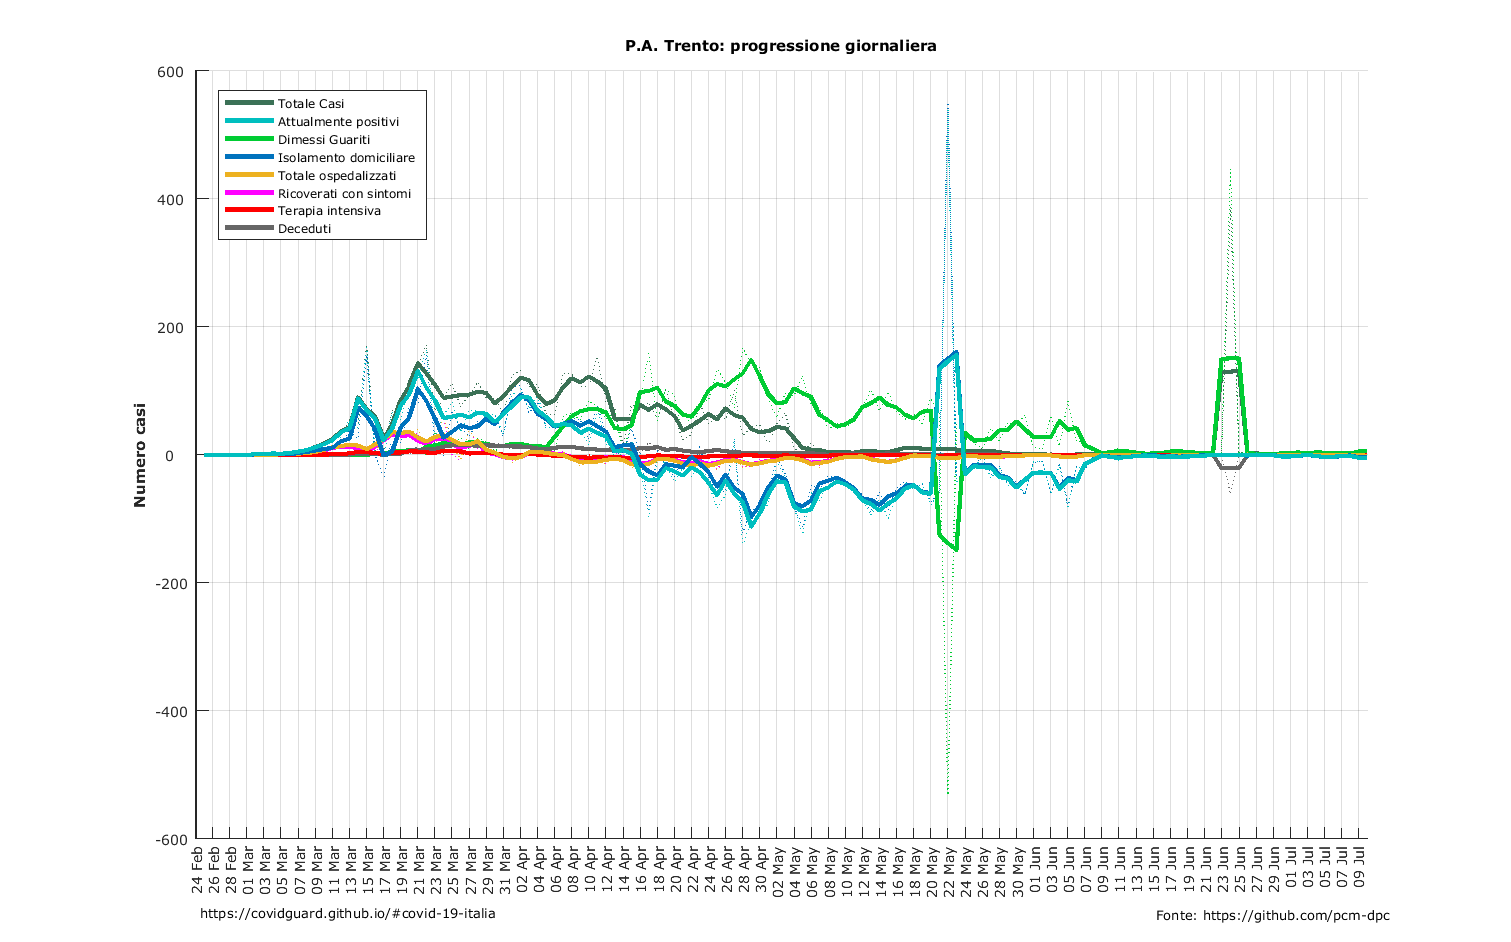 P.A. Trento: progressione giornaliera
Numero casi
600
400
200
0
-200
-400
-600
Totale Casi
Attualmente positivi
Dimessi Guariti
Isolamento domiciliare
Totale ospedalizzati
Ricoverati con sintomi
Terapia intensiva
Deceduti
24 Feb
26 Feb
28 Feb
01 Mar
03 Mar
05 Mar
07 Mar
09 Mar
11 Mar
13 Mar
15 Mar
17 Mar
19 Mar
21 Mar
23 Mar
25 Mar
27 Mar
29 Mar
31 Mar
02 Apr
04 Apr
06 Apr
08 Apr
10 Apr
12 Apr
14 Apr
16 Apr
18 Apr
20 Apr
22 Apr
24 Apr
26 Apr
28 Apr
30 Apr
02 May
04 May
06 May
08 May
10 May
12 May
14 May
16 May
18 May
20 May
22 May
24 May
26 May
28 May
30 May
01 Jun
03 Jun
05 Jun
07 Jun
09 Jun
11 Jun
13 Jun
15 Jun
17 Jun
19 Jun
21 Jun
23 Jun
25 Jun
27 Jun
29 Jun
01 Jul
03 Jul
05 Jul
07 Jul
09 Jul
https://covidguard.github.io/#covid-19-italia
Fonte: https://github.com/pcm-dpc